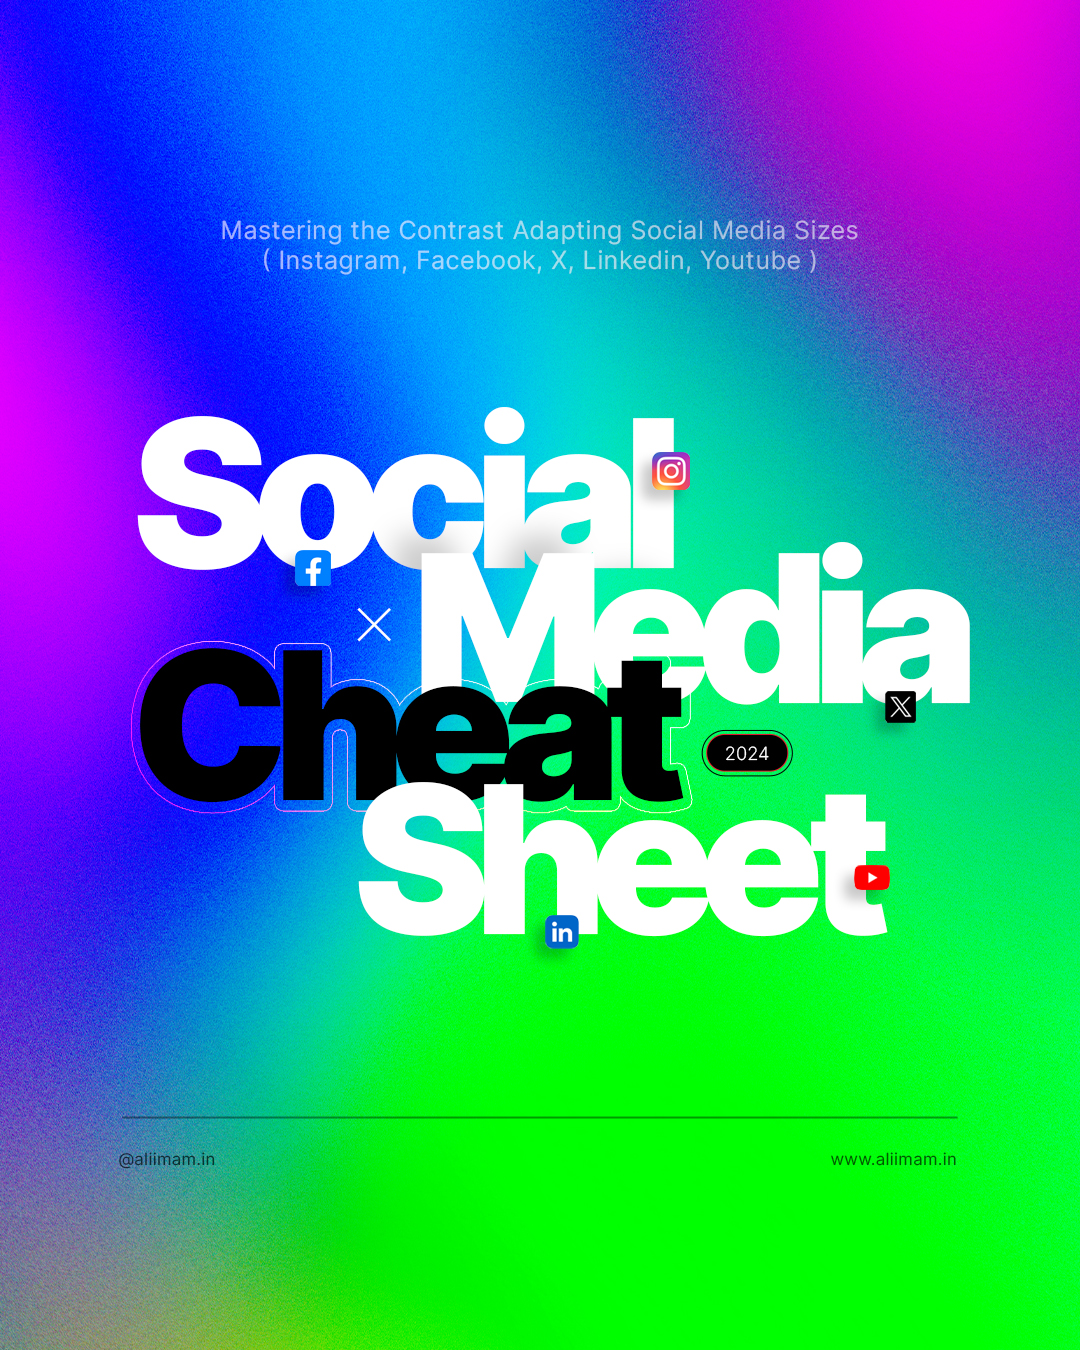 Mastering the Contrast Adapting Social Media Sizes
( Instagram, Facebook, X, Linkedin, Youtube )
Social
Media
Cheat
2024
Sheet
in
@aliimam.in
www.aliimam.in